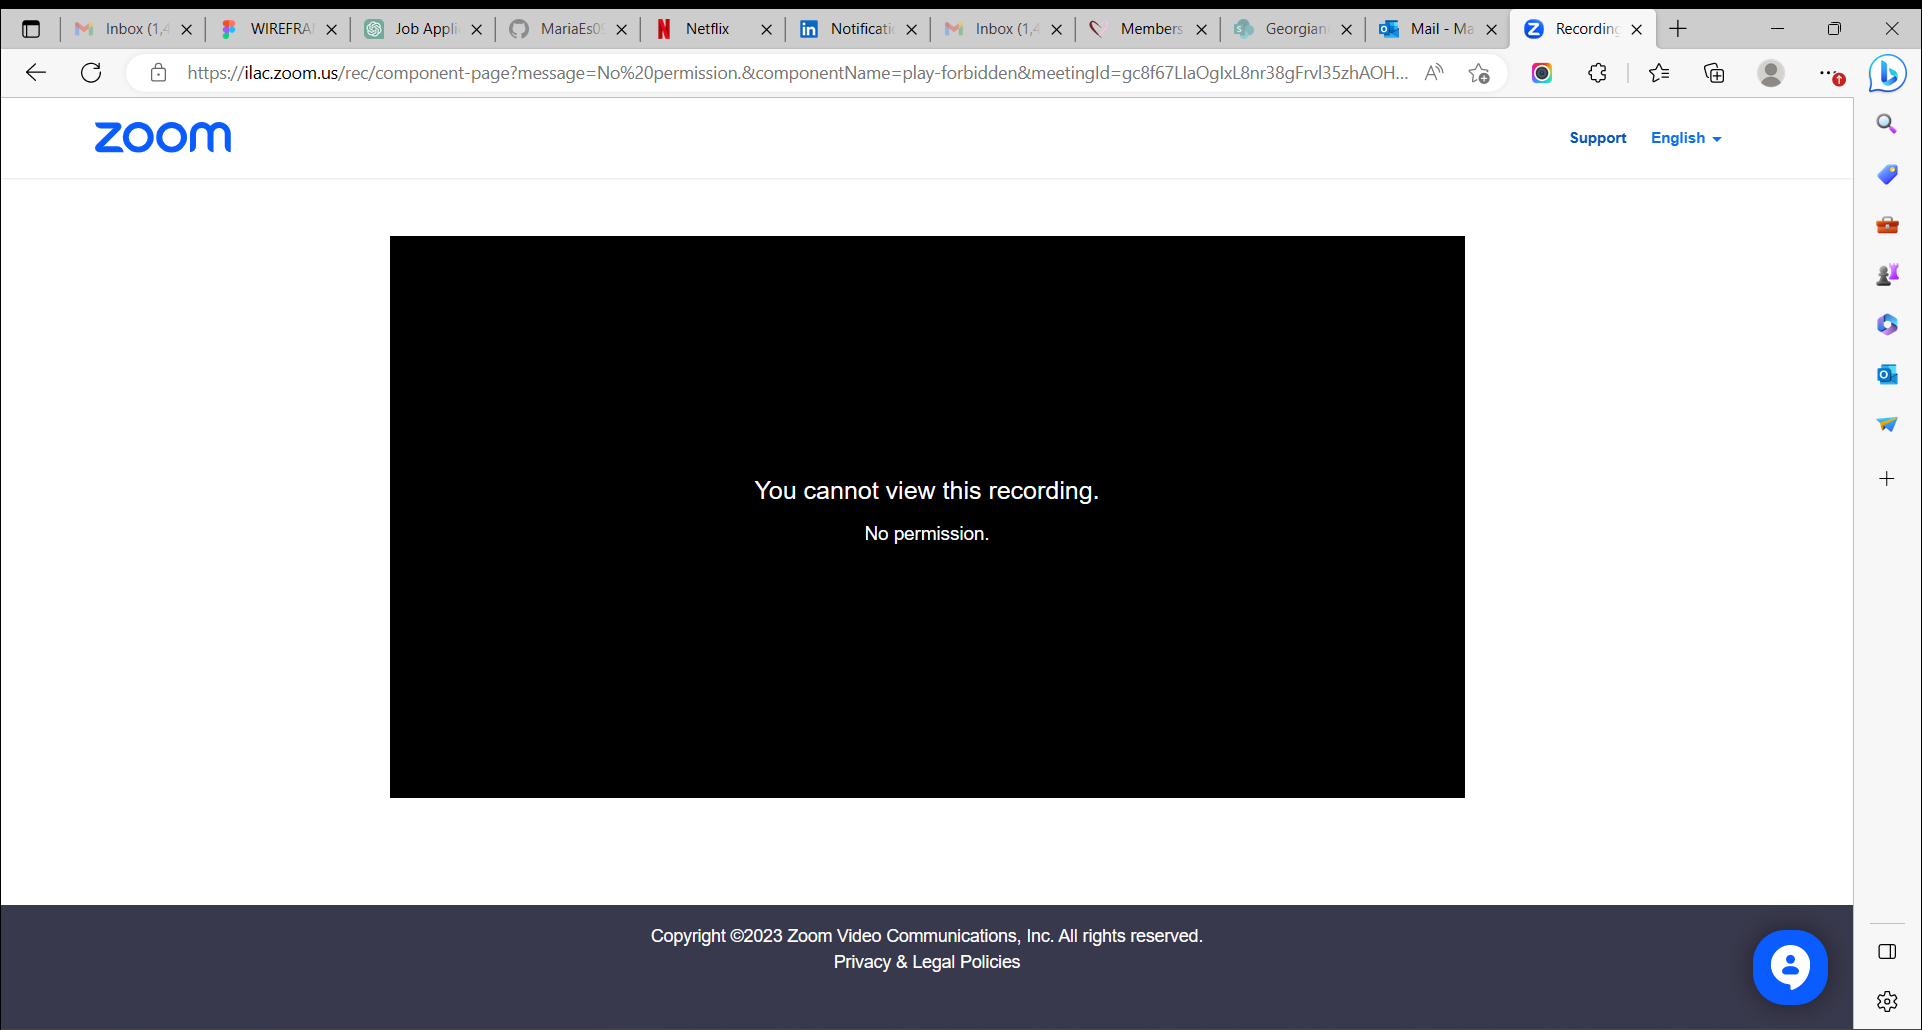 Inbox (1,4
WIREFRA
Job Appli
MariaEs09
Netflix
Notificati
Inbox (1,4
Members
Georgian
Mail - Ma
Recording
https://ilac.zoom.us/rec/component-page?message=No%20permission.&componentName=play-forbidden&meetingId=gc8f67LIaOgIxL8nr38gFrvl35zhAOH...
zoom
Support
English
You cannot view this recording.
No permission.
Copyright ©2023 Zoom Video Communications, Inc. All rights reserved.
Privacy & Legal Policies